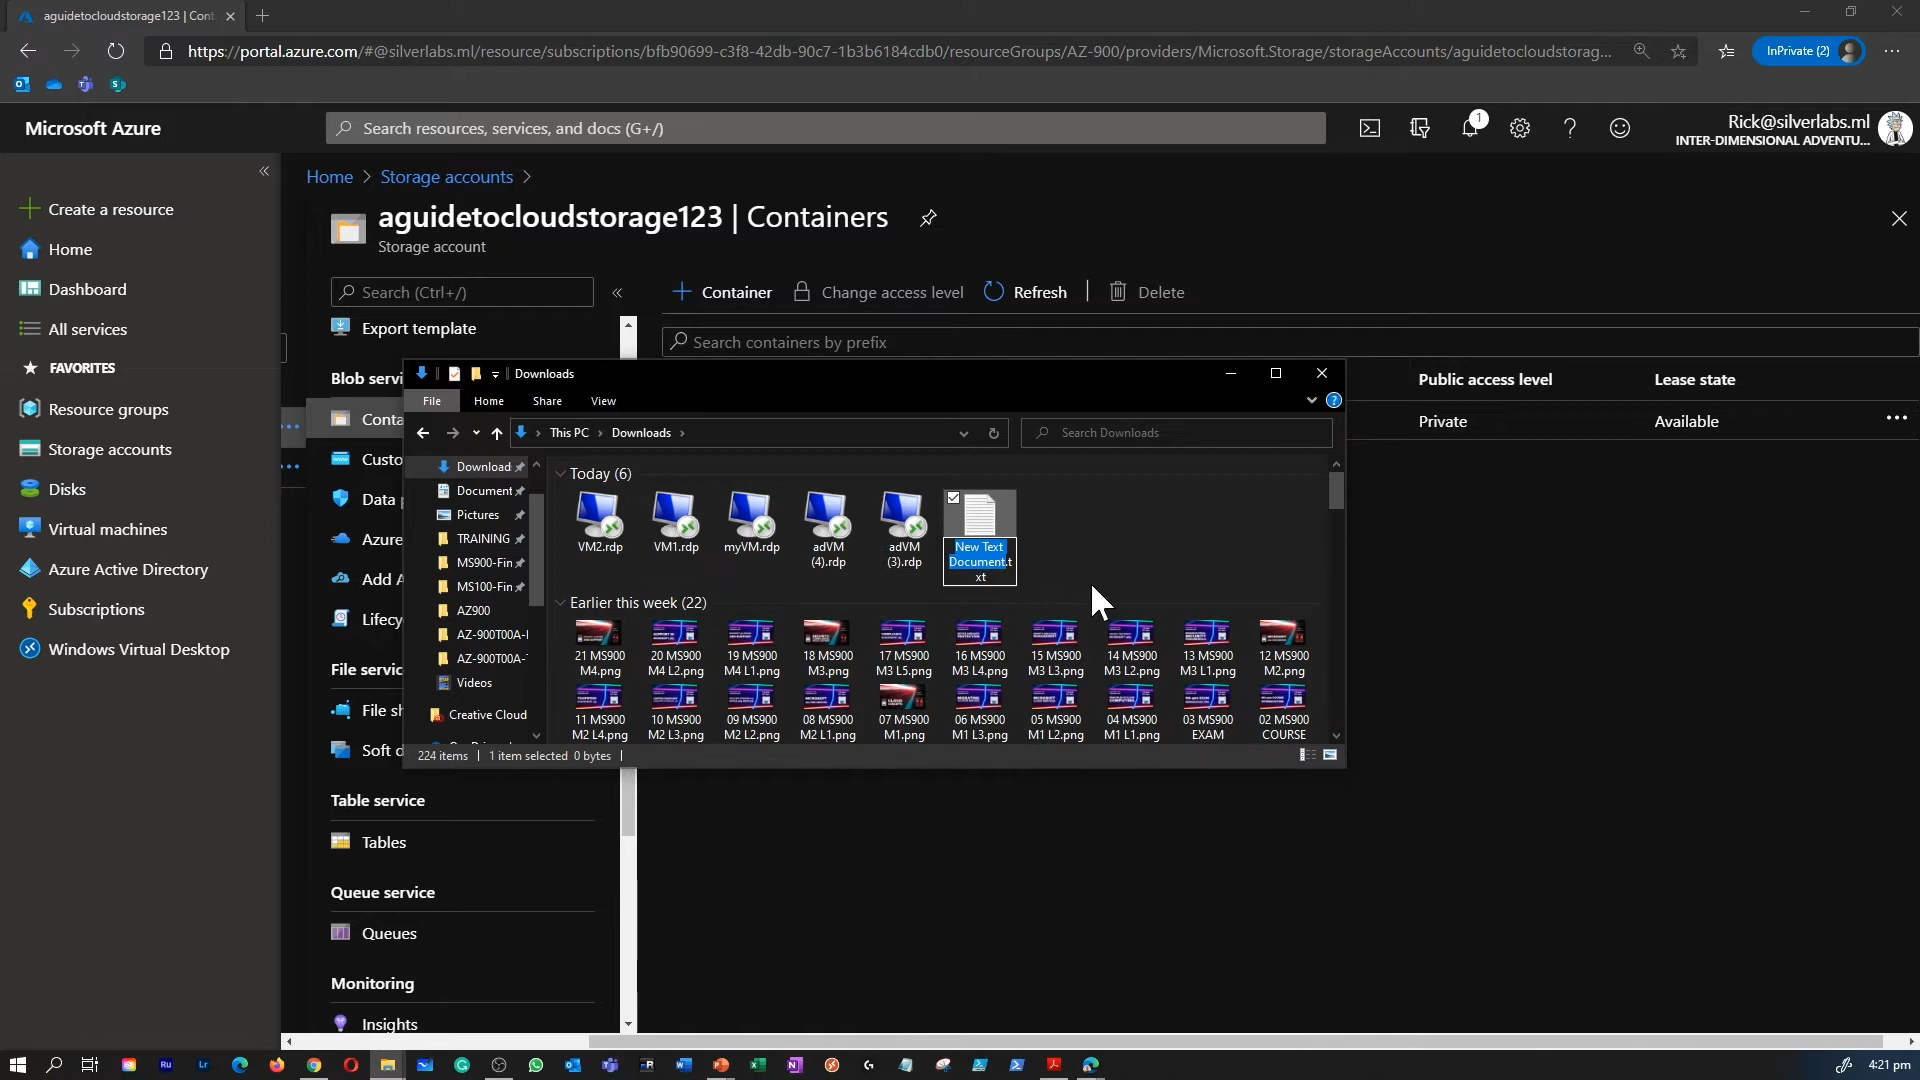 aguidetocloudstorage123 | Cont
https://portal.azure.com/#@silverlabs.ml/resource/subscriptions/bfb90699-c3f8-42db-90c7-1b3b6184cdb0/resourceGroups/AZ-900/providers/Microsoft.Storage/storageAccounts/aguidetocloudstorag...
InPrivate (2)
Microsoft Azure
Search resources, services, and docs (G+/)
1
Rick@silverlabs.ml
INTER-DIMENSIONAL ADVENTU...
Create a resource
Home
Dashboard
All services
FAVORITES
Resource groups
Storage accounts
Disks
Virtual machines
Azure Active Directory
Subscriptions
Windows Virtual Desktop
Home > Storage accounts >
aguidetocloudstorage123 | Containers
Storage account
Search (Ctrl+/)
Export template
Blob servi
Conta
Custo
Data
Azure
Add A
Lifecy
File servic
File sh
Soft d
Table service
Tables
Queue service
Queues
Monitoring
Insights
Container
Change access level
Refresh
Delete
Search containers by prefix
Public access level
Lease state
Private
Available
Downloads
File
Home
Share
View
This PC > Downloads >
Search Downloads
Download
Document
Pictures
TRAINING
MS900-Fin
MS100-Fin
AZ900
AZ-900T00A-
AZ-900T00A-
Videos
Creative Cloud
Today (6)
VM2.rdp
VM1.rdp
myVM.rdp
adVM
(4).rdp
adVM
(3).rdp
New Text
Document.t
xt
Earlier this week (22)
21 MS900
M4.png
20 MS900
M4 L2.png
19 MS900
M4 L1.png
18 MS900
M3.png
17 MS900
M3 L5.png
16 MS900
M3 L4.png
15 MS900
M3 L3.png
14 MS900
M3 L2.png
13 MS900
M3 L1.png
12 MS900
M2.png
11 MS900
M2 L4.png
10 MS900
M2 L3.png
09 MS900
M2 L2.png
08 MS900
M2 L1.png
07 MS900
M1.png
06 MS900
M1 L3.png
05 MS900
M1 L2.png
04 MS900
M1 L1.png
03 MS900
EXAM
02 MS900
COURSE
224 items
1 item selected 0 bytes
Ru
Lr
4:21 pm